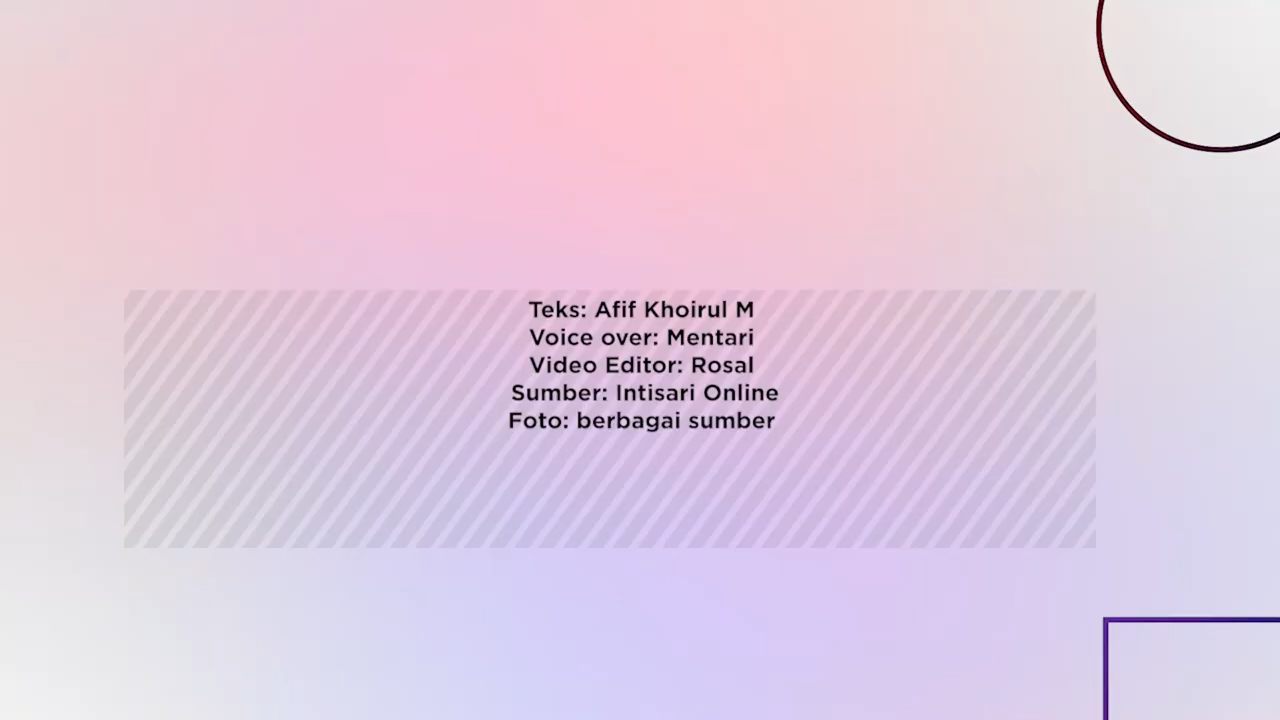 Teks: Afif Khoirul M
Voice over: Mentari
Video Editor: Rosal
Sumber: Intisari Online
Foto: berbagai sumber